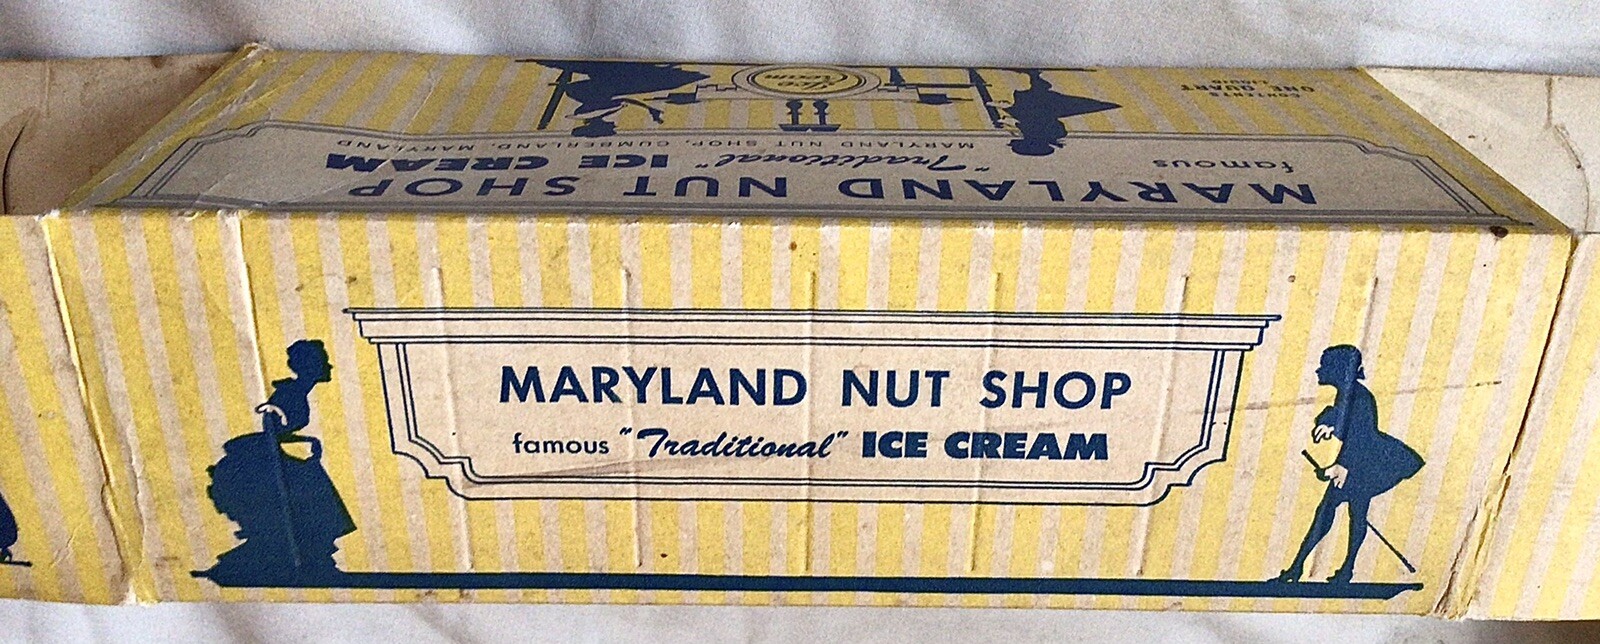 MARYLAND NUT SHOP
famous "Traditional" ICE CREAM
MARYLAND NUT SHOP
famous "Traditional" ICE CREAM
MARYLAND NUT SHOP, CUMBERLAND, MARYLAND
Ice Cream
CONTENTS
ONE QUART
LIQUID